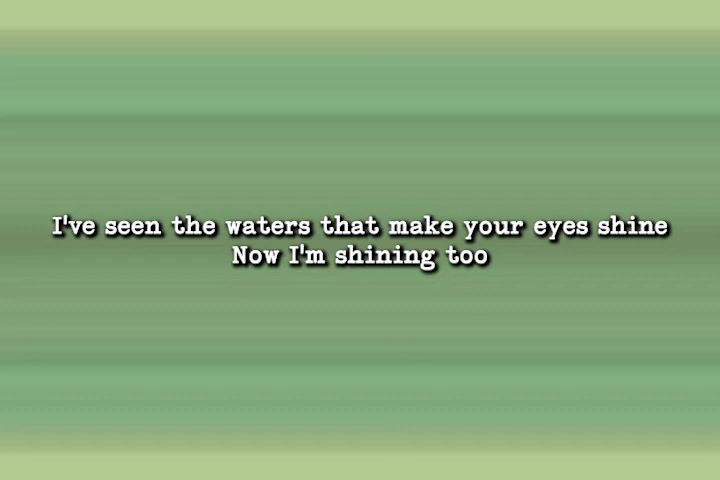 I've seen the waters that make your eyes shine
Now I'm shining too